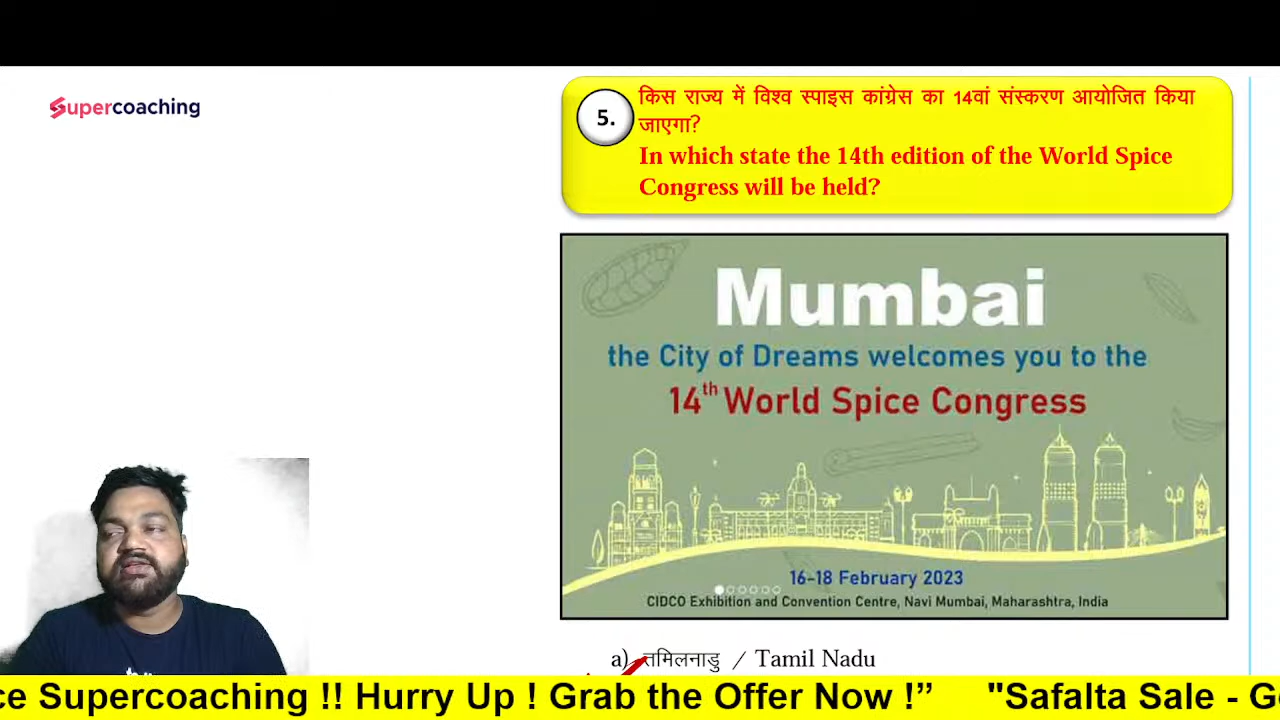 Supercoaching
5.
किस राज्य में विश्व स्पाइस कांग्रेस का 14वां संस्करण आयोजित किया
जाएगा?
In which state the 14th edition of the World Spice
Congress will be held?
Mumbai
the City of Dreams welcomes you to the
14th World Spice Congress
16-18 February 2023
CIDCO Exhibition and Convention Centre, Navi Mumbai, Maharashtra, India
a) तमिलनाडु / Tamil Nadu
ce Supercoaching !! Hurry Up ! Grab the Offer Now !” "Safalta Sale - G